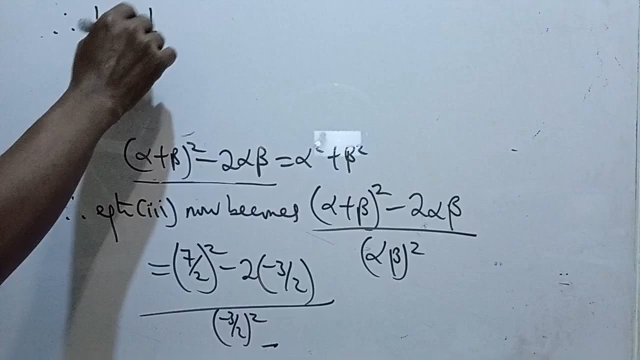 (α+β)² - 2αβ = α² + β²
∴ eqtn(iii) now becomes (α+β)² - 2αβ / (αβ)²
= (7/2)² - 2(-3/2) / (-3/2)²